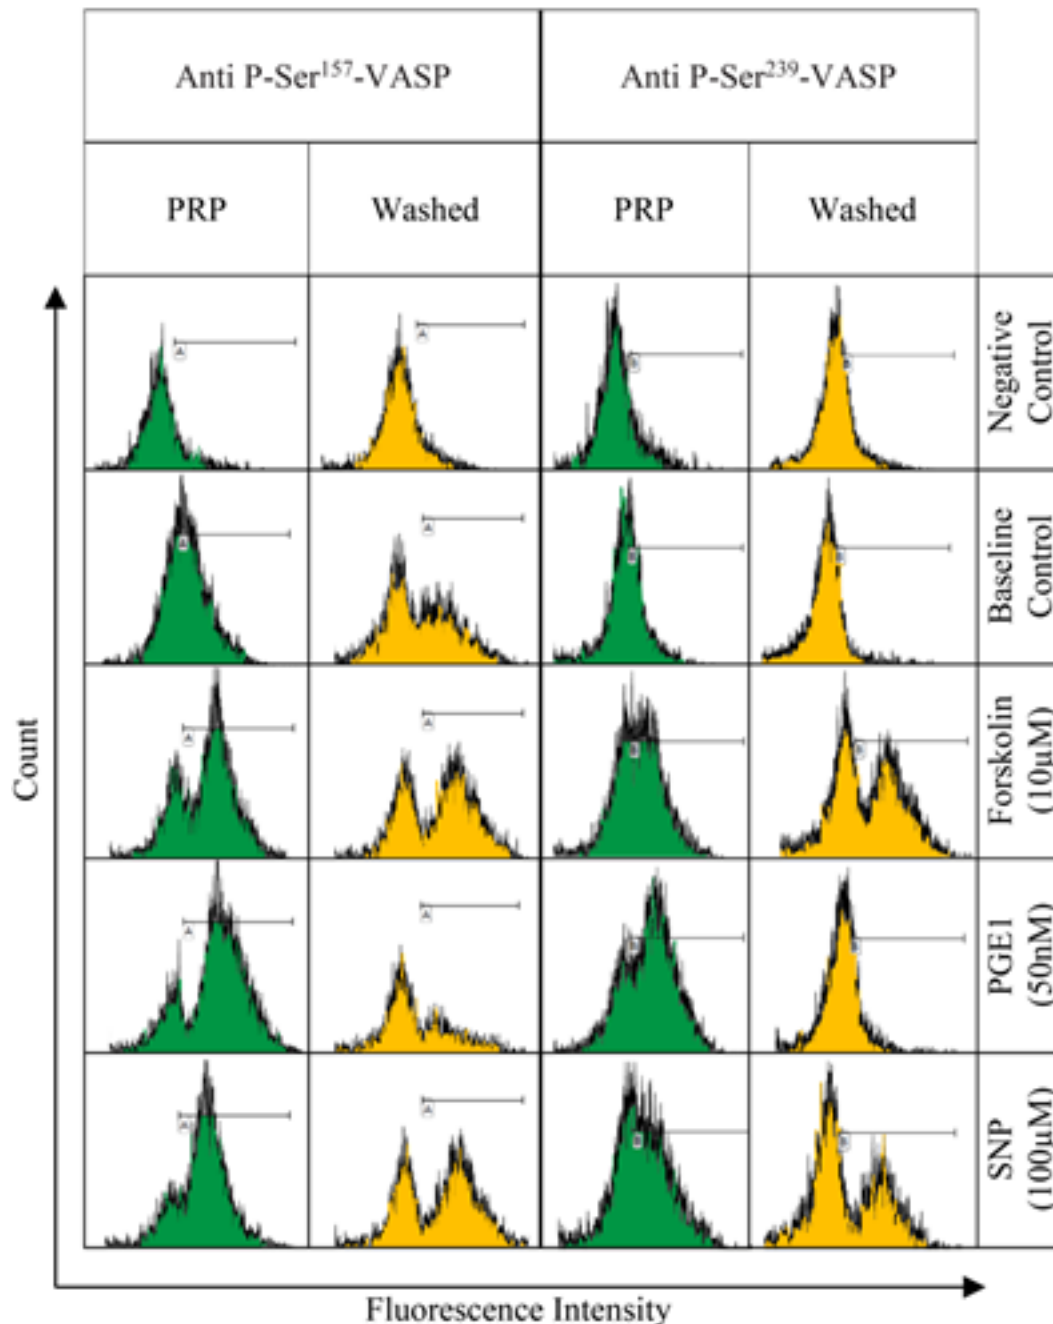 Anti P-Ser¹⁵⁷-VASP
Anti P-Ser²³⁹-VASP
PRP
Washed
PRP
Washed
A
A
B
B
Negative
Control
A
A
B
B
Baseline
Control
A
A
B
B
Forskolin
(10µM)
A
A
B
B
PGE1
(50nM)
A
A
B
B
SNP
(100µM)
Count
Fluorescence Intensity